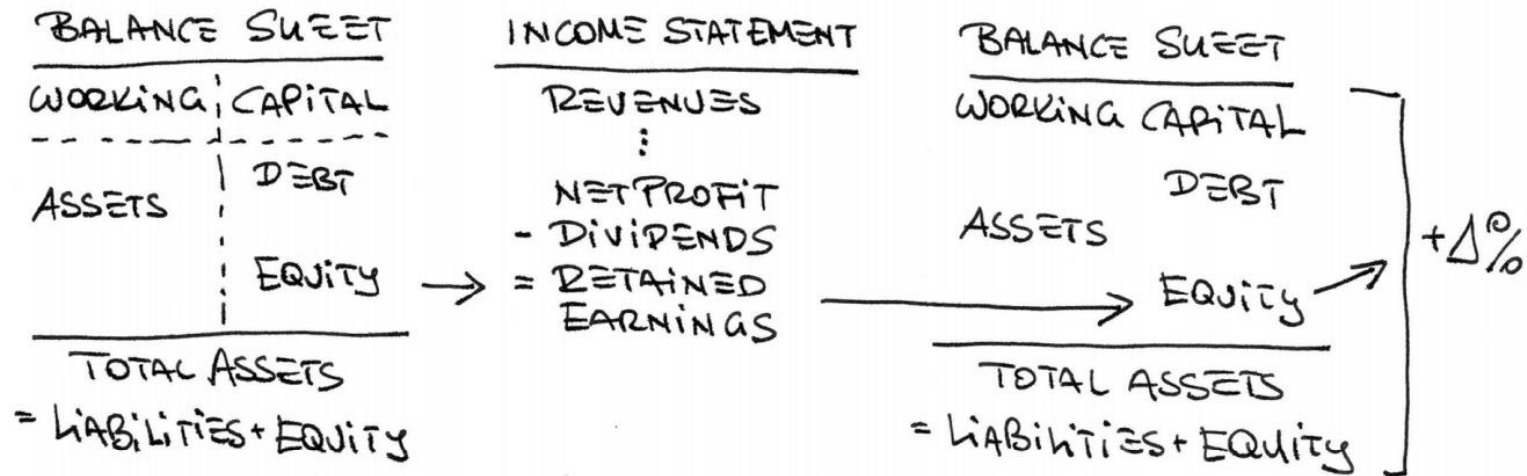 BALANCE SHEET
WORKING CAPITAL
ASSETS
DEBT
EQUITY
TOTAL ASSETS
= LIABILITIES + EQUITY
INCOME STATEMENT
REVENUES
⋮
NET PROFIT
- DIVIDENDS
= RETAINED
EARNINGS
BALANCE SHEET
WORKING CAPITAL
DEBT
ASSETS
EQUITY
TOTAL ASSETS
= LIABILITIES + EQUITY
+Δ%